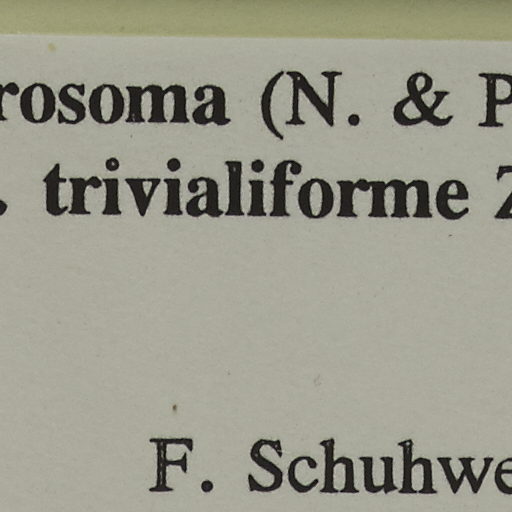 rosoma (N. & P
. trivialiforme Z
F. Schuhwe